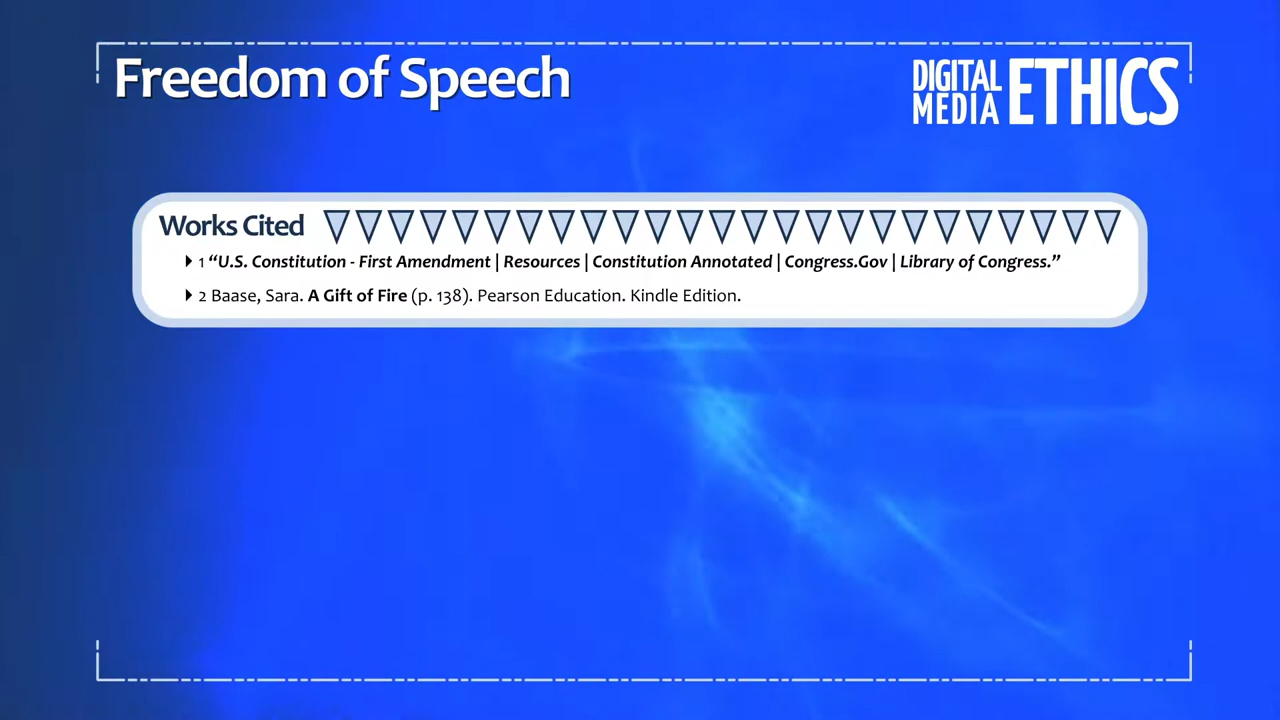 Freedom of Speech
DIGITAL
MEDIA
ETHICS
Works Cited
1 “U.S. Constitution - First Amendment | Resources | Constitution Annotated | Congress.Gov | Library of Congress.”
2 Baase, Sara. A Gift of Fire (p. 138). Pearson Education. Kindle Edition.